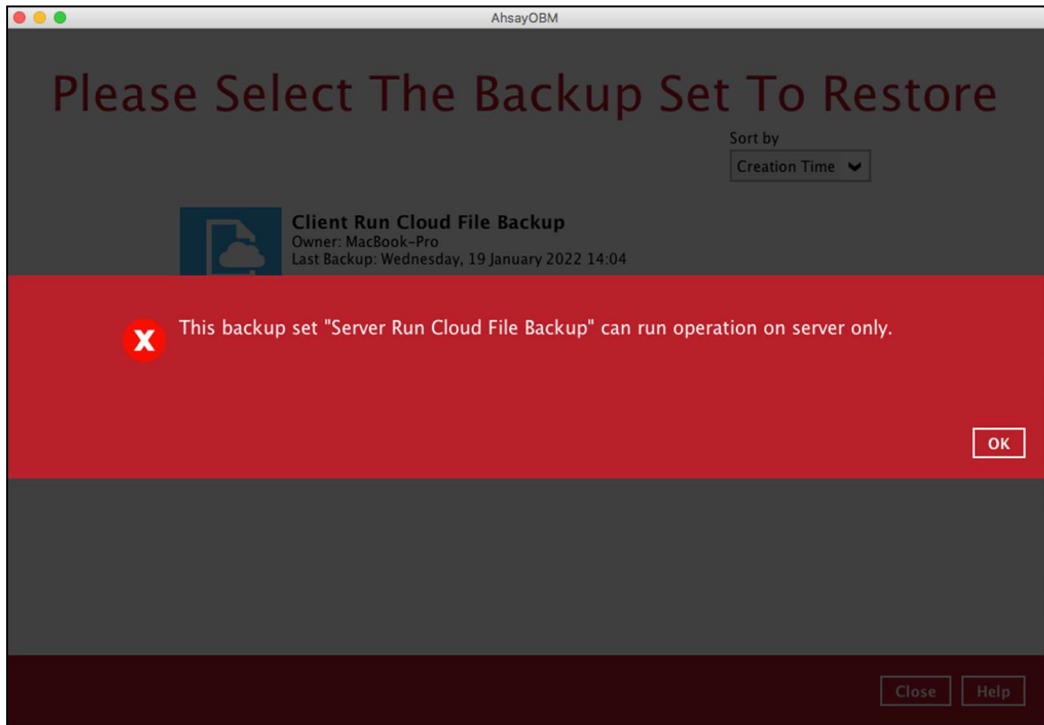 AhsayOBM
Please Select The Backup Set To Restore
Sort by
Creation Time
Client Run Cloud File Backup
Owner: MacBook-Pro
Last Backup: Wednesday, 19 January 2022 14:04
X
This backup set "Server Run Cloud File Backup" can run operation on server only.
OK
Close Help